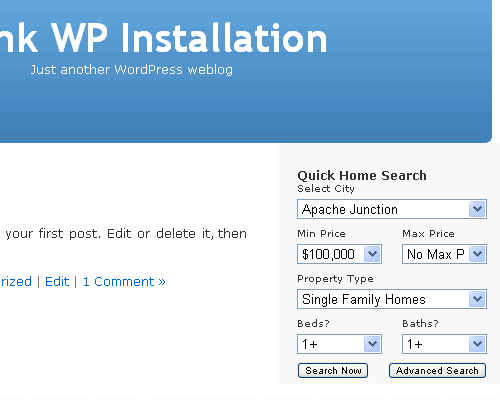 nk WP Installation
Just another WordPress weblog
Quick Home Search
Select City
Apache Junction
Min Price Max Price
$100,000 No Max P
your first post. Edit or delete it, then
Property Type
rized | Edit | 1 Comment »
Single Family Homes
Beds? Baths?
1+ 1+
Search Now Advanced Search